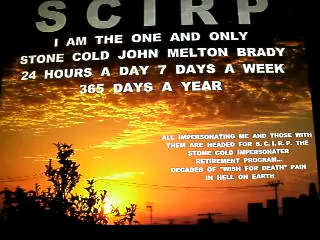 SCIRP
I AM THE ONE AND ONLY
STONE COLD JOHN MELTON BRADY
24 HOURS A DAY 7 DAYS A WEEK
365 DAYS A YEAR
ALL IMPERSONATING ME AND THOSE WITH
THEM ARE HEADED FOR S.C.I.R.P. THE
STONE COLD IMPERSONATER
RETIREMENT PROGRAM...
DECADES OF "WISH FOR DEATH" PAIN
IN HELL ON EARTH